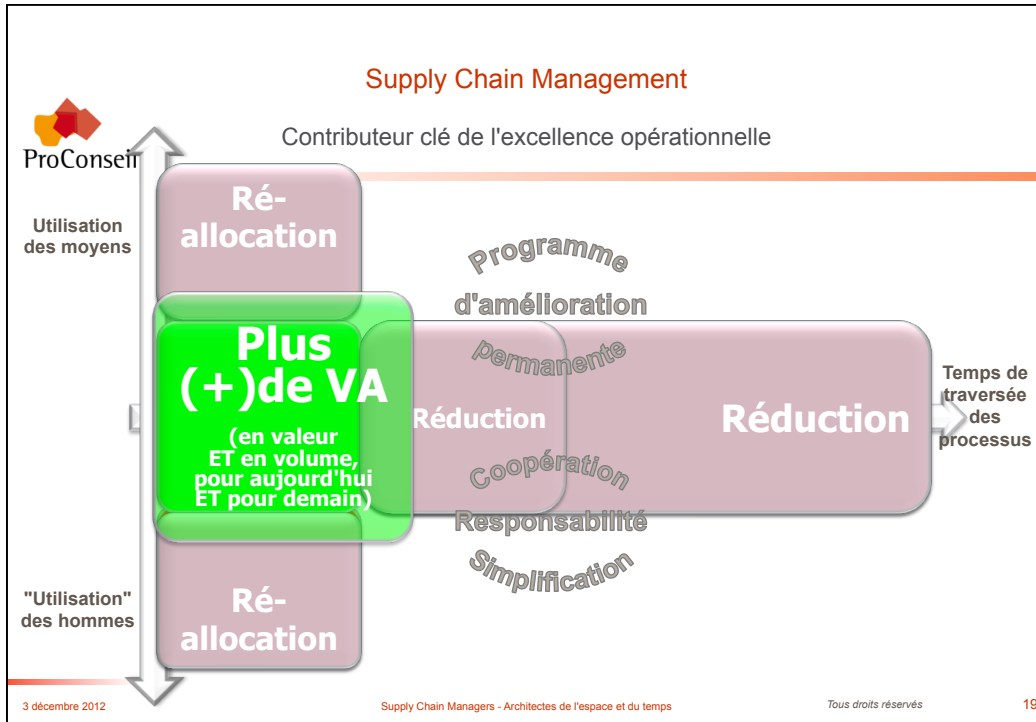 Supply Chain Management
Contributeur clé de l'excellence opérationnelle
ProConseil
Utilisation
des moyens
Ré-
allocation
Programme
d'amélioration
permanente
Plus
(+)de VA
(en valeur
ET en volume,
pour aujourd'hui
ET pour demain)
Réduction
Réduction
Temps de
traversée
des
processus
Coopération
Responsabilité
Simplification
"Utilisation"
des hommes
Ré-
allocation
3 décembre 2012
Supply Chain Managers - Architectes de l'espace et du temps
Tous droits réservés
19